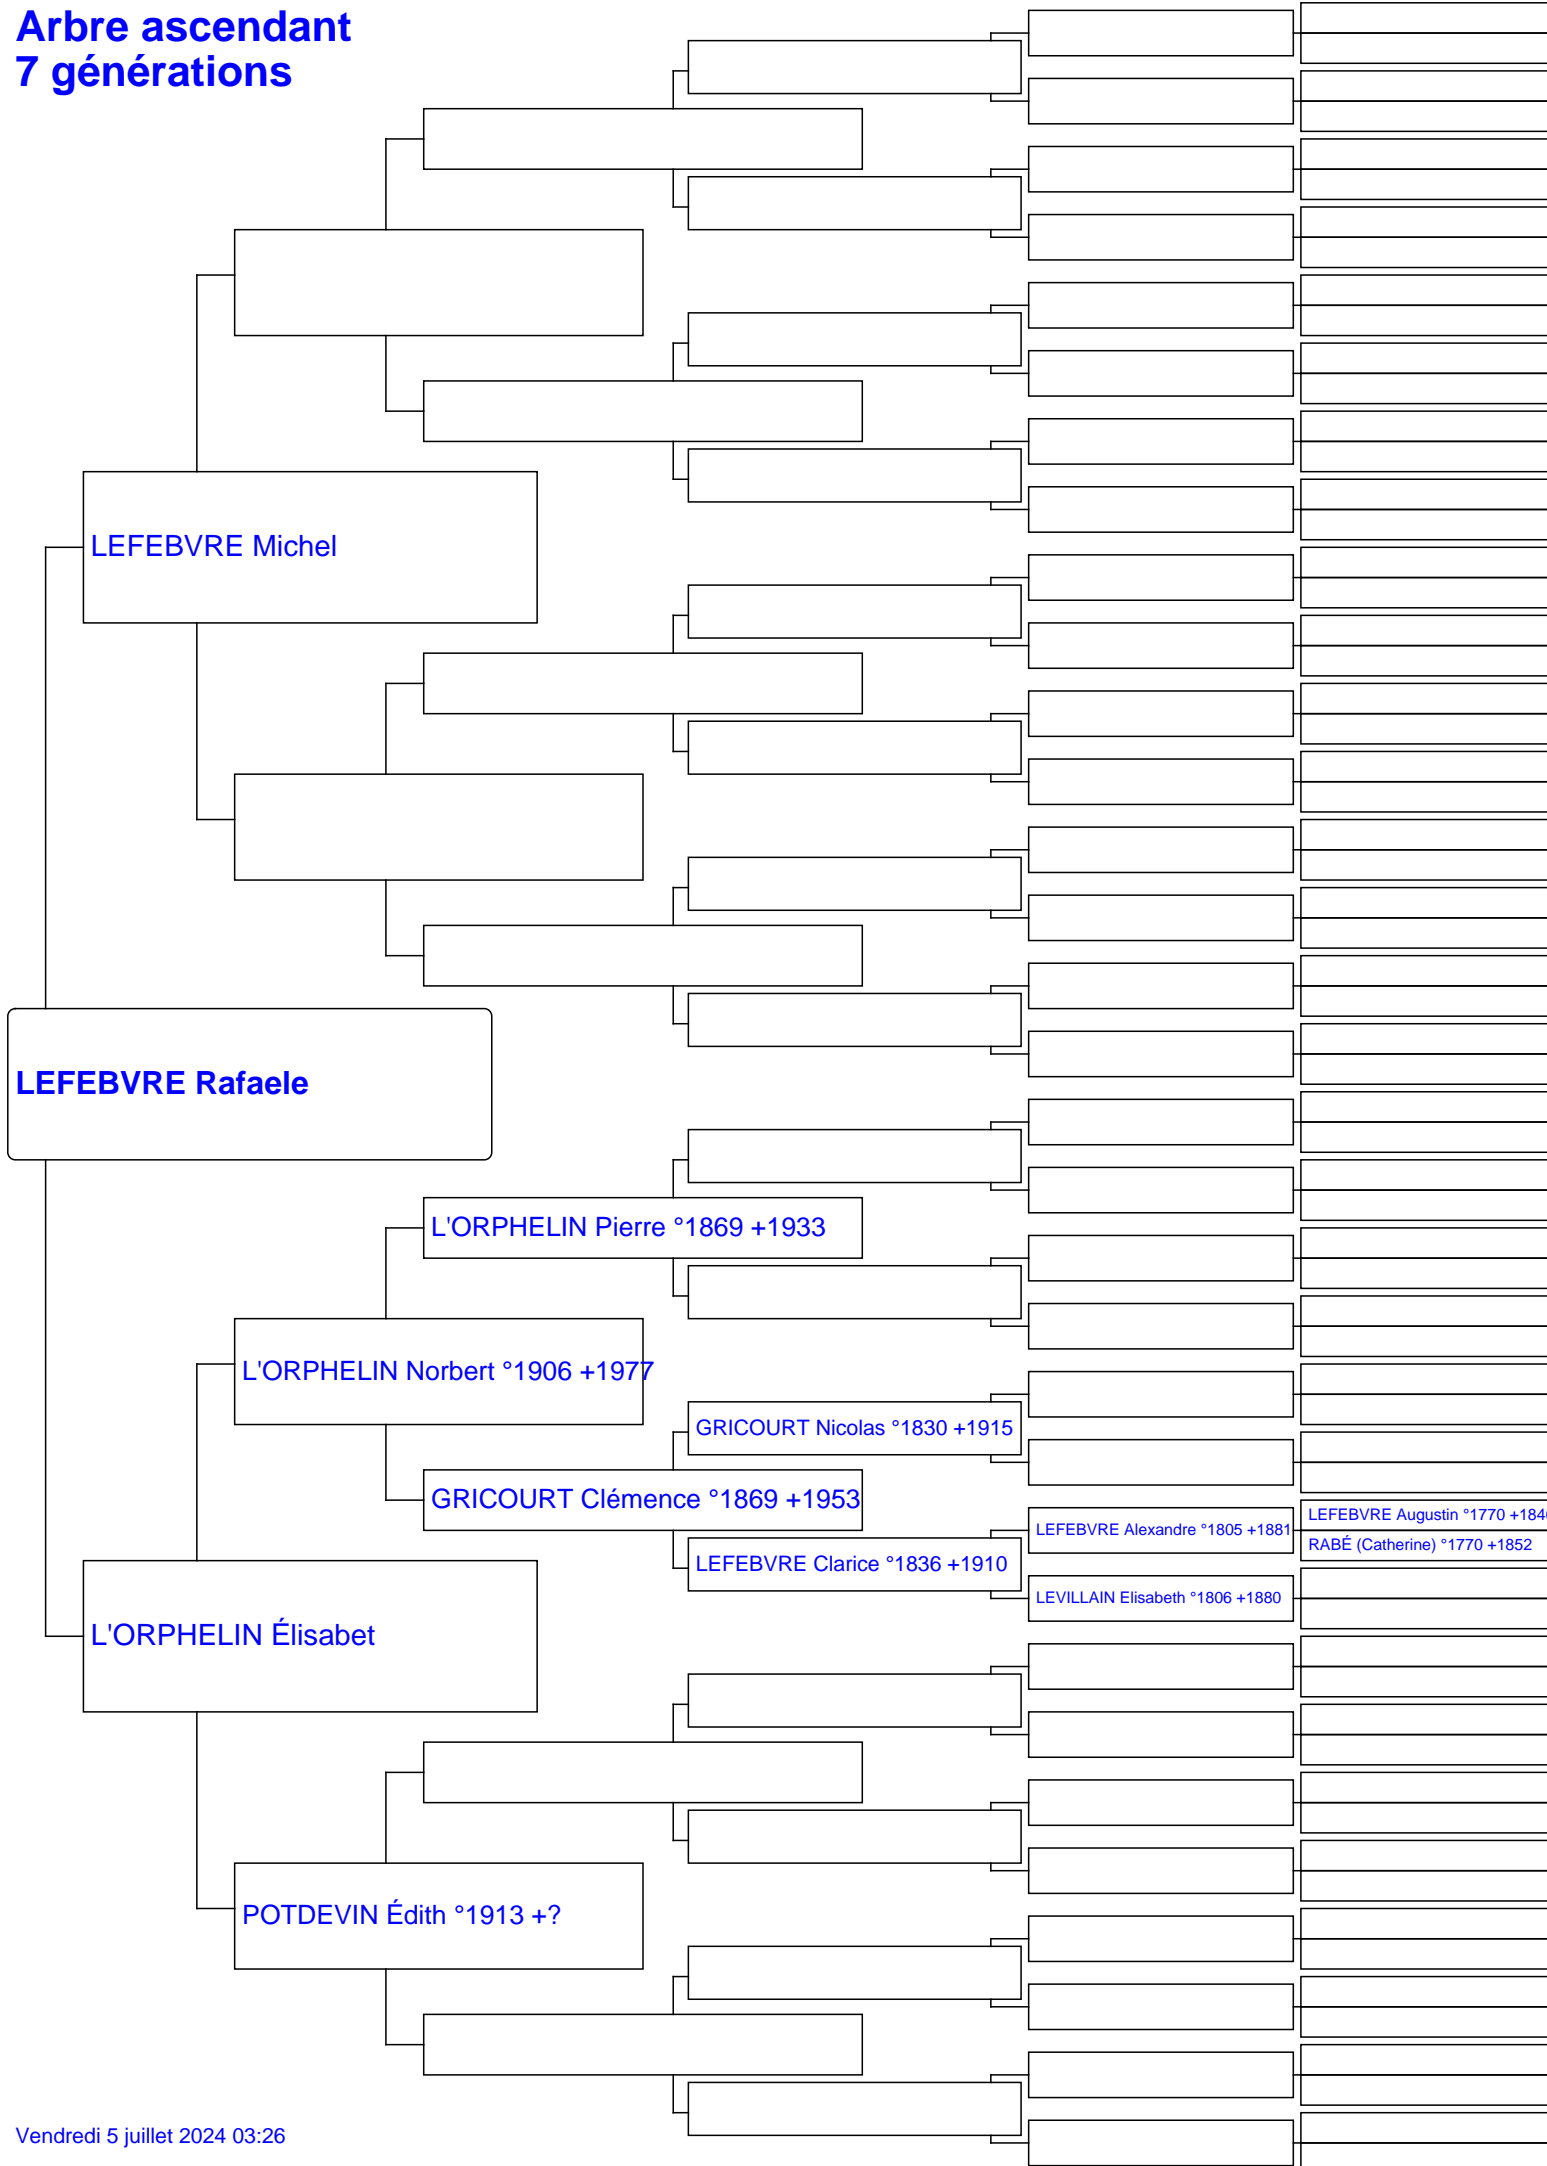 Arbre ascendant
7 générations
LEFEBVRE Michel
LEFEBVRE Rafaele
L'ORPHELIN Pierre °1869 +1933
L'ORPHELIN Norbert °1906 +1977
GRICOURT Nicolas °1830 +1915
GRICOURT Clémence °1869 +1953
LEFEBVRE Augustin °1770
LEFEBVRE Alexandre °1805 +1881
RABÉ (Catherine) °1770 +1852
LEFEBVRE Clarice °1836 +1910
LEVILLAIN Elisabeth °1806 +1880
L'ORPHELIN Élisabet
POTDEVIN Édith °1913 +?
Vendredi 5 juillet 2024 03:26